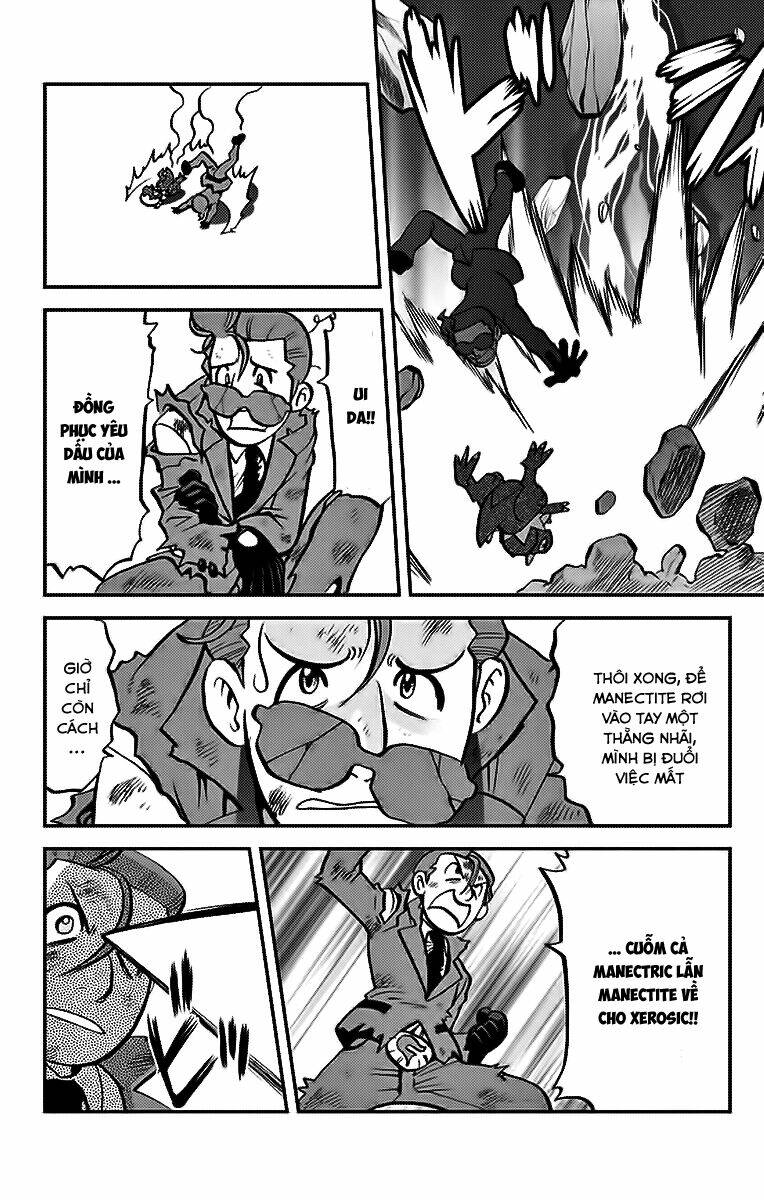 UI
DA!!
ĐỒNG
PHỤC YÊU
DẤU CỦA
MÌNH ...
THÔI XONG, ĐỂ
MANECTITE RƠI
VÀO TAY MỘT
THẰNG NHÃI,
MÌNH BỊ ĐUỔI
VIỆC MẤT
GIỜ
CHỈ
CÒN
CÁCH
...
... CUỖM CẢ
MANECTRIC LẪN
MANECTITE VỀ
CHO XEROSIC!!